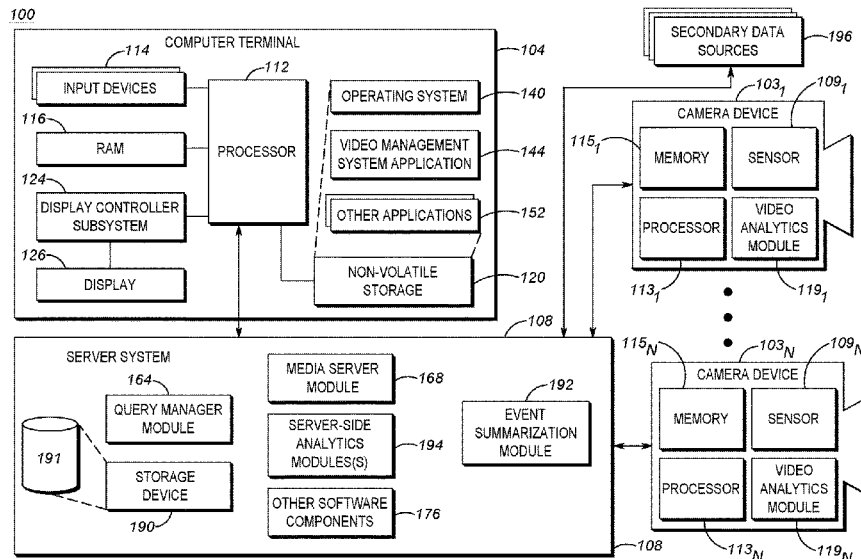 100
COMPUTER TERMINAL
104
114
INPUT DEVICES
112
PROCESSOR
116
RAM
124
DISPLAY CONTROLLER
SUBSYSTEM
126
DISPLAY
OPERATING SYSTEM
140
VIDEO MANAGEMENT
SYSTEM APPLICATION
144
OTHER APPLICATIONS
152
NON-VOLATILE
STORAGE
120
SECONDARY DATA
SOURCES
196
103₁
CAMERA DEVICE
109₁
115₁
MEMORY
SENSOR
PROCESSOR
VIDEO
ANALYTICS
MODULE
113₁
119₁
108
SERVER SYSTEM
164
QUERY MANAGER
MODULE
191
STORAGE
DEVICE
190
MEDIA SERVER
MODULE
168
SERVER-SIDE
ANALYTICS
MODULES(S)
194
OTHER SOFTWARE
COMPONENTS
176
192
EVENT
SUMMARIZATION
MODULE
108
115N
103N
109N
CAMERA DEVICE
MEMORY
SENSOR
PROCESSOR
VIDEO
ANALYTICS
MODULE
113N
119N